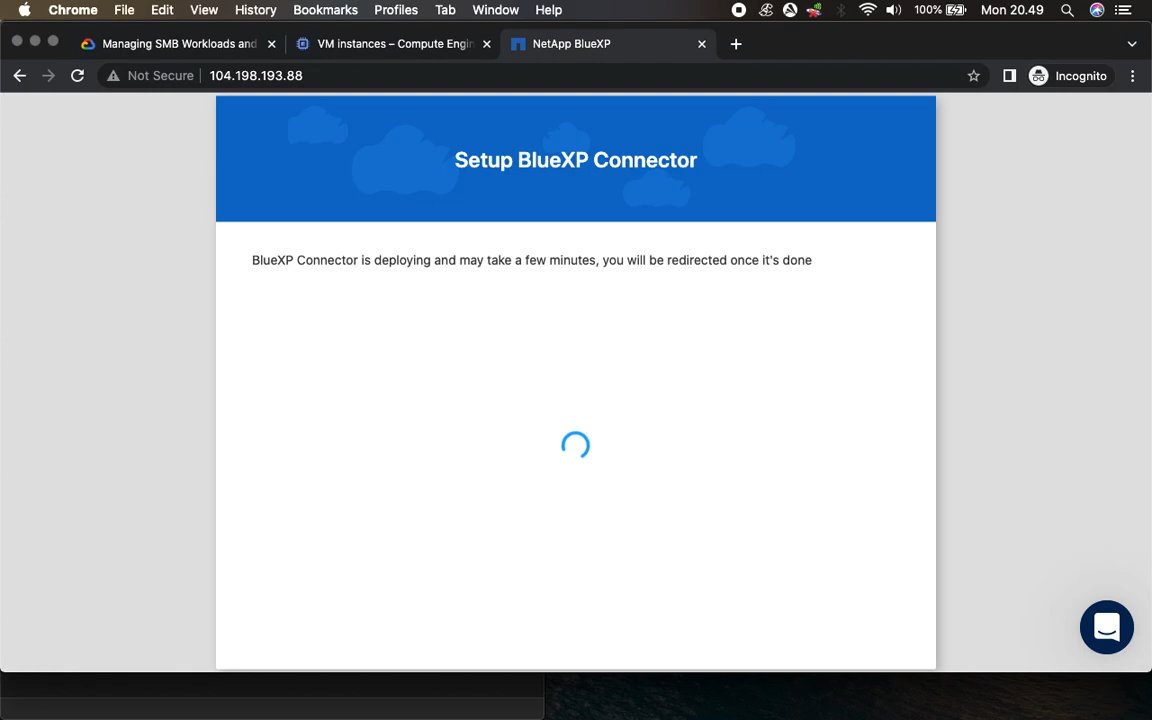 Chrome File Edit View History Bookmarks Profiles Tab Window Help 100% Mon 20.49
Managing SMB Workloads and VM instances – Compute Engin NetApp BlueXP
Not Secure 104.198.193.88 Incognito
Setup BlueXP Connector
BlueXP Connector is deploying and may take a few minutes, you will be redirected once it's done